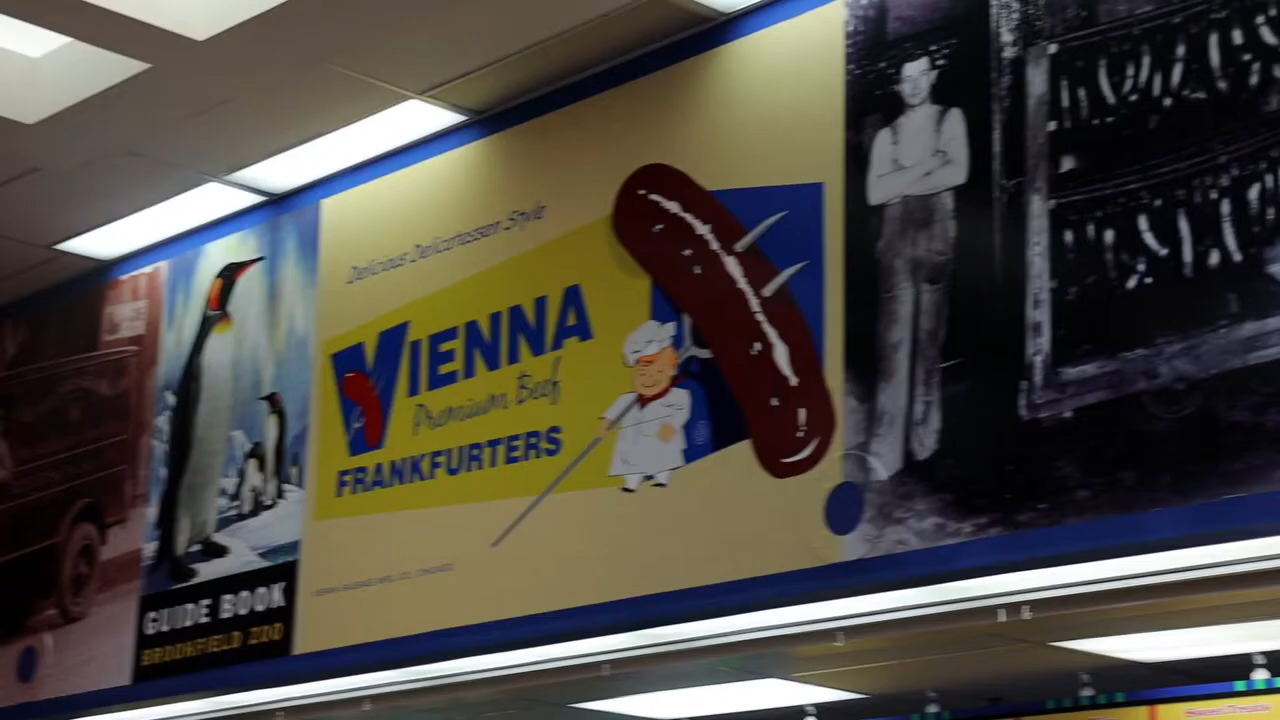 GUIDE BOOK
BROOKFIELD ZOO
Delicious Delicatessen Style
VIENNA
Premium Beef
FRANKFURTERS